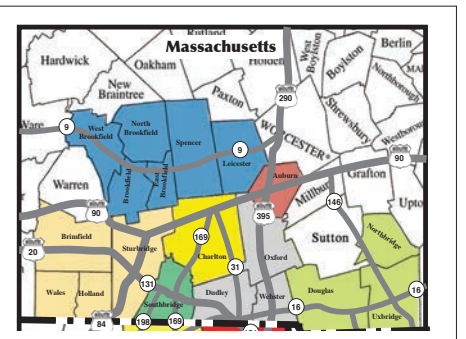 Rutland
Massachusetts
Holden
West
Boylston
Berlin
Hardwick
Oakham
Boylston
Northborough
New
Braintree
Paxton
290
Shrewsbury
Ware
9
West
Brookfield
North
Brookfield
Spencer
WORCESTER
9
Leicester
90
Brookfield
East
Brookfield
Auburn
Warren
Millbury
Grafton
146
Upto
90
395
Sutton
Northbridge
20
Brimfield
Sturbridge
169
Charlton
31
Oxford
131
Wales
Holland
Southbridge
Dudley
Webster
Douglas
16
16
Uxbridge
84
198
169